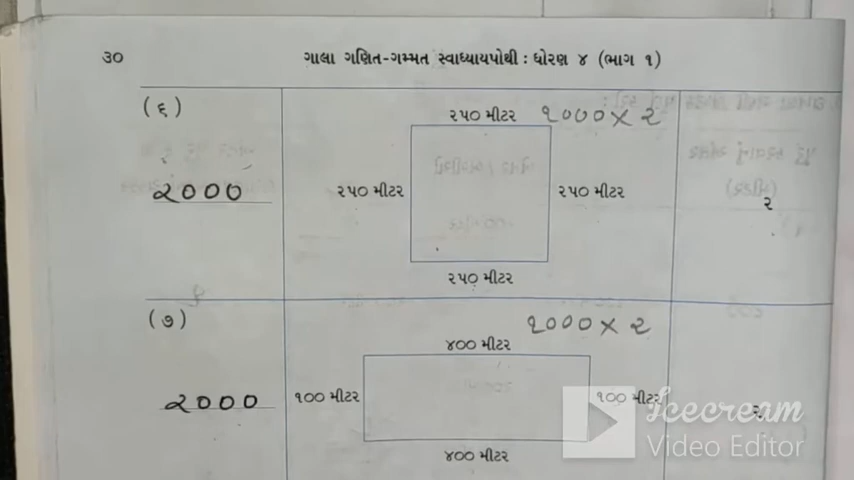 ૩૦ ગાલા ગણિત-ગમ્મત સ્વાધ્યાયપોથી : ધોરણ ૪ (ભાગ ૧)
(૬)
૨૫૦ મીટર ૧૦૦૦ × ૨
૨૦૦૦ ૨૫૦ મીટર ૨૫૦ મીટર ૨
૨૫૦ મીટર
(૭) ૧૦૦૦ × ૨
૪૦૦ મીટર
૨૦૦૦ ૧૦૦ મીટર ૧૦૦ મીટર ૨
૪૦૦ મીટર
Icecream
Video Editor